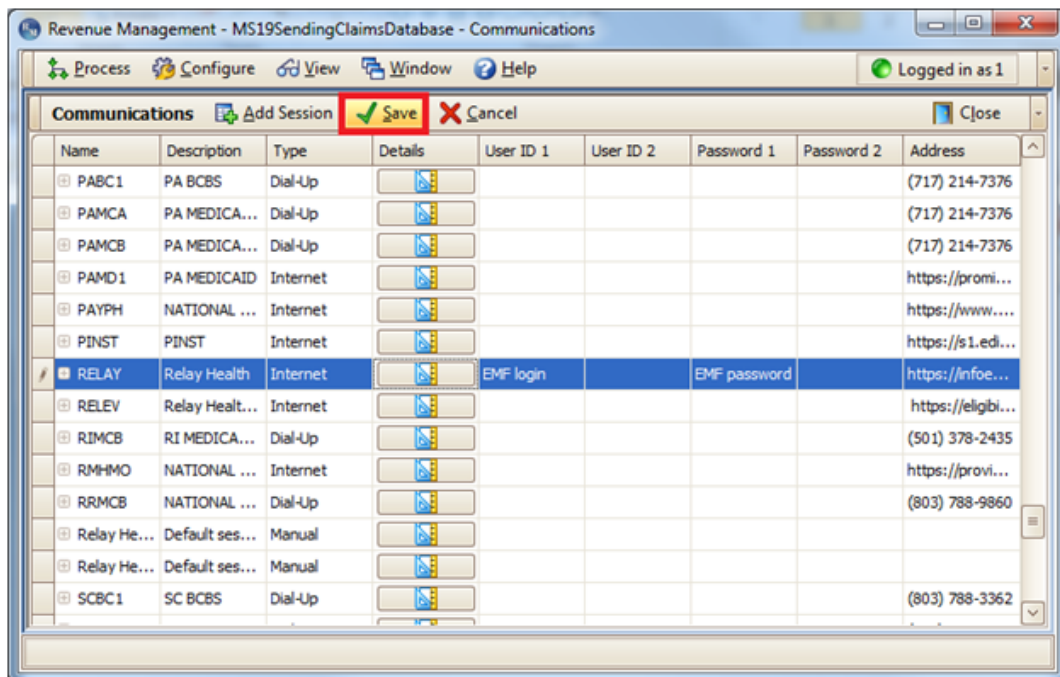 Revenue Management - MS19SendingClaimsDatabase - Communications
Process Configure View Window Help Logged in as 1
Communications Add Session Save Cancel Close
Name Description Type Details User ID 1 User ID 2 Password 1 Password 2 Address
PABC1 PA BCBS Dial-Up (717) 214-7376
PAMCA PA MEDICA... Dial-Up (717) 214-7376
PAMCB PA MEDICA... Dial-Up (717) 214-7376
PAMD1 PA MEDICAID Internet https://promi...
PAYPH NATIONAL ... Internet https://www....
PINST PINST Internet https://s1.edi...
RELAY Relay Health Internet EMF login EMF password https://infoe...
RELEV Relay Healt... Internet https://eligibi...
RIMCB RI MEDICA... Dial-Up (501) 378-2435
RMHMO NATIONAL ... Internet https://provi...
RRMCB NATIONAL ... Dial-Up (803) 788-9860
Relay He... Default ses... Manual
Relay He... Default ses... Manual
SCBC1 SC BCBS Dial-Up (803) 788-3362